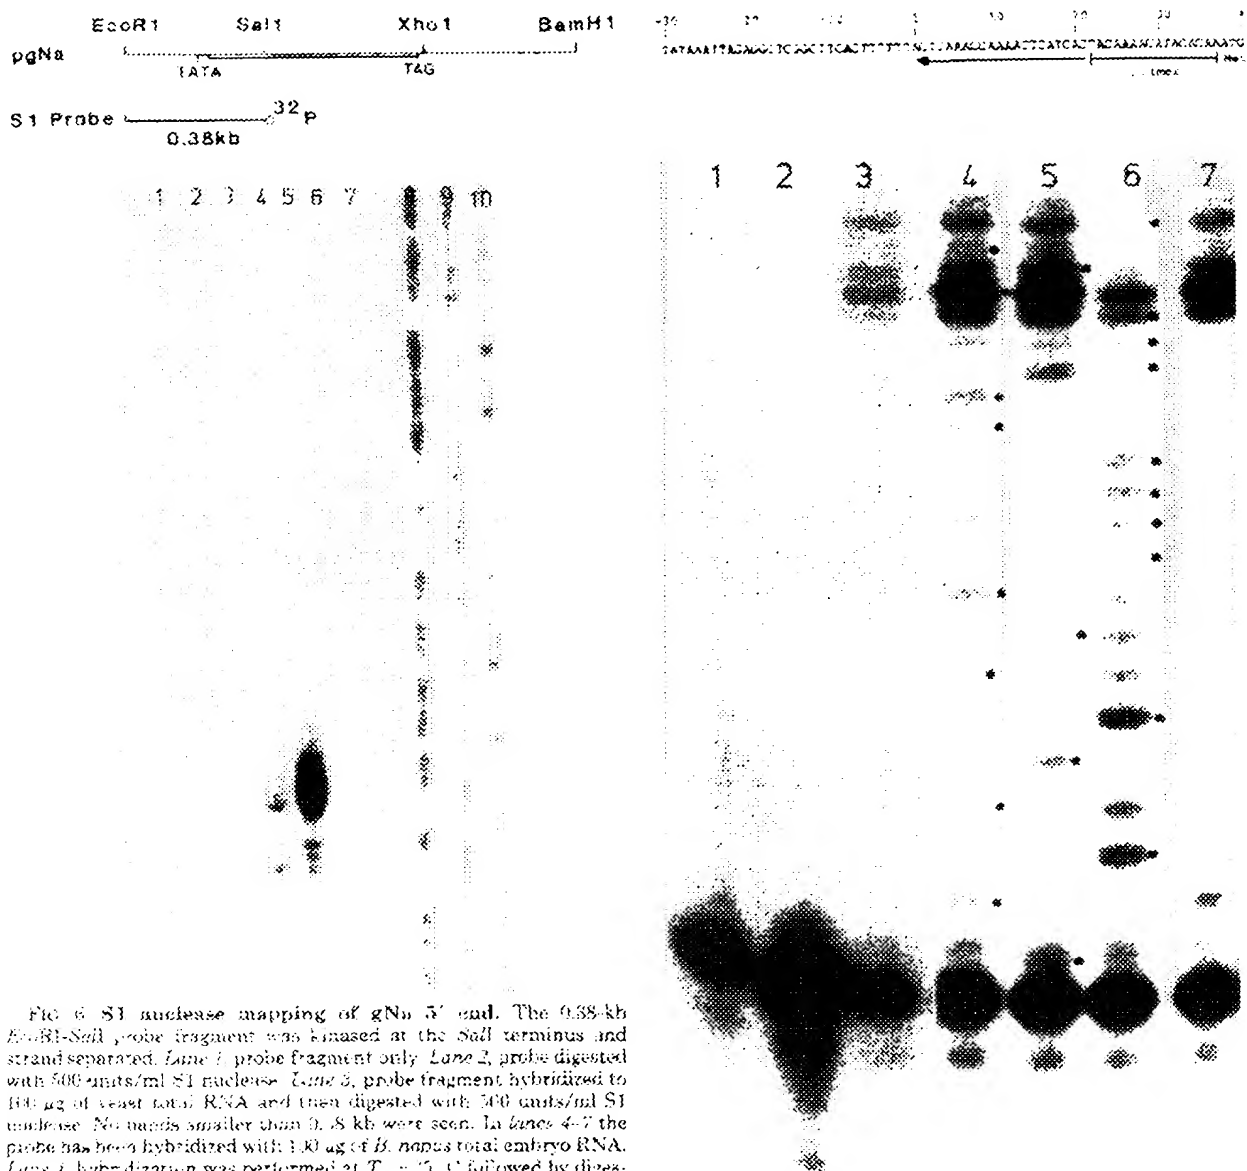 EcoR1 Sal1 Xho1 BamH1
pgNa
TATA TAG
S1 Probe 32P
0.38kb
1 2 3 4 5 6 7 8 9 10
1 2 3 4 5 6 7
FIG 6 S1 nuclease mapping of gNa 5' end. The 0.38-kb
EcoRI-SalI probe fragment was kinased at the SalI terminus and
strand separated. Lane 1, probe fragment only. Lane 2, probe digested
with 500 units/ml S1 nuclease. Lane 3, probe fragment hybridized to
100 µg of yeast total RNA and then digested with 500 units/ml S1
nuclease. No bands smaller than 0.38 kb were seen. In lanes 4-7 the
probe has been hybridized with 100 µg of B. napus total embryo RNA.
hybridization was performed at followed by diges-